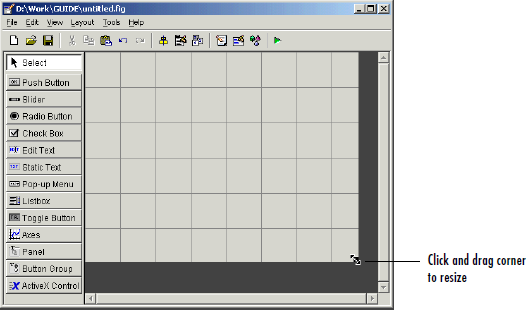 D:\Work\GUIDE\untitled.fig
File Edit View Layout Tools Help
Select
OK Push Button
Slider
Radio Button
Check Box
Edit Text
Static Text
Pop-up Menu
Listbox
Toggle Button
Axes
Panel
Button Group
ActiveX Control
Click and drag corner
to resize